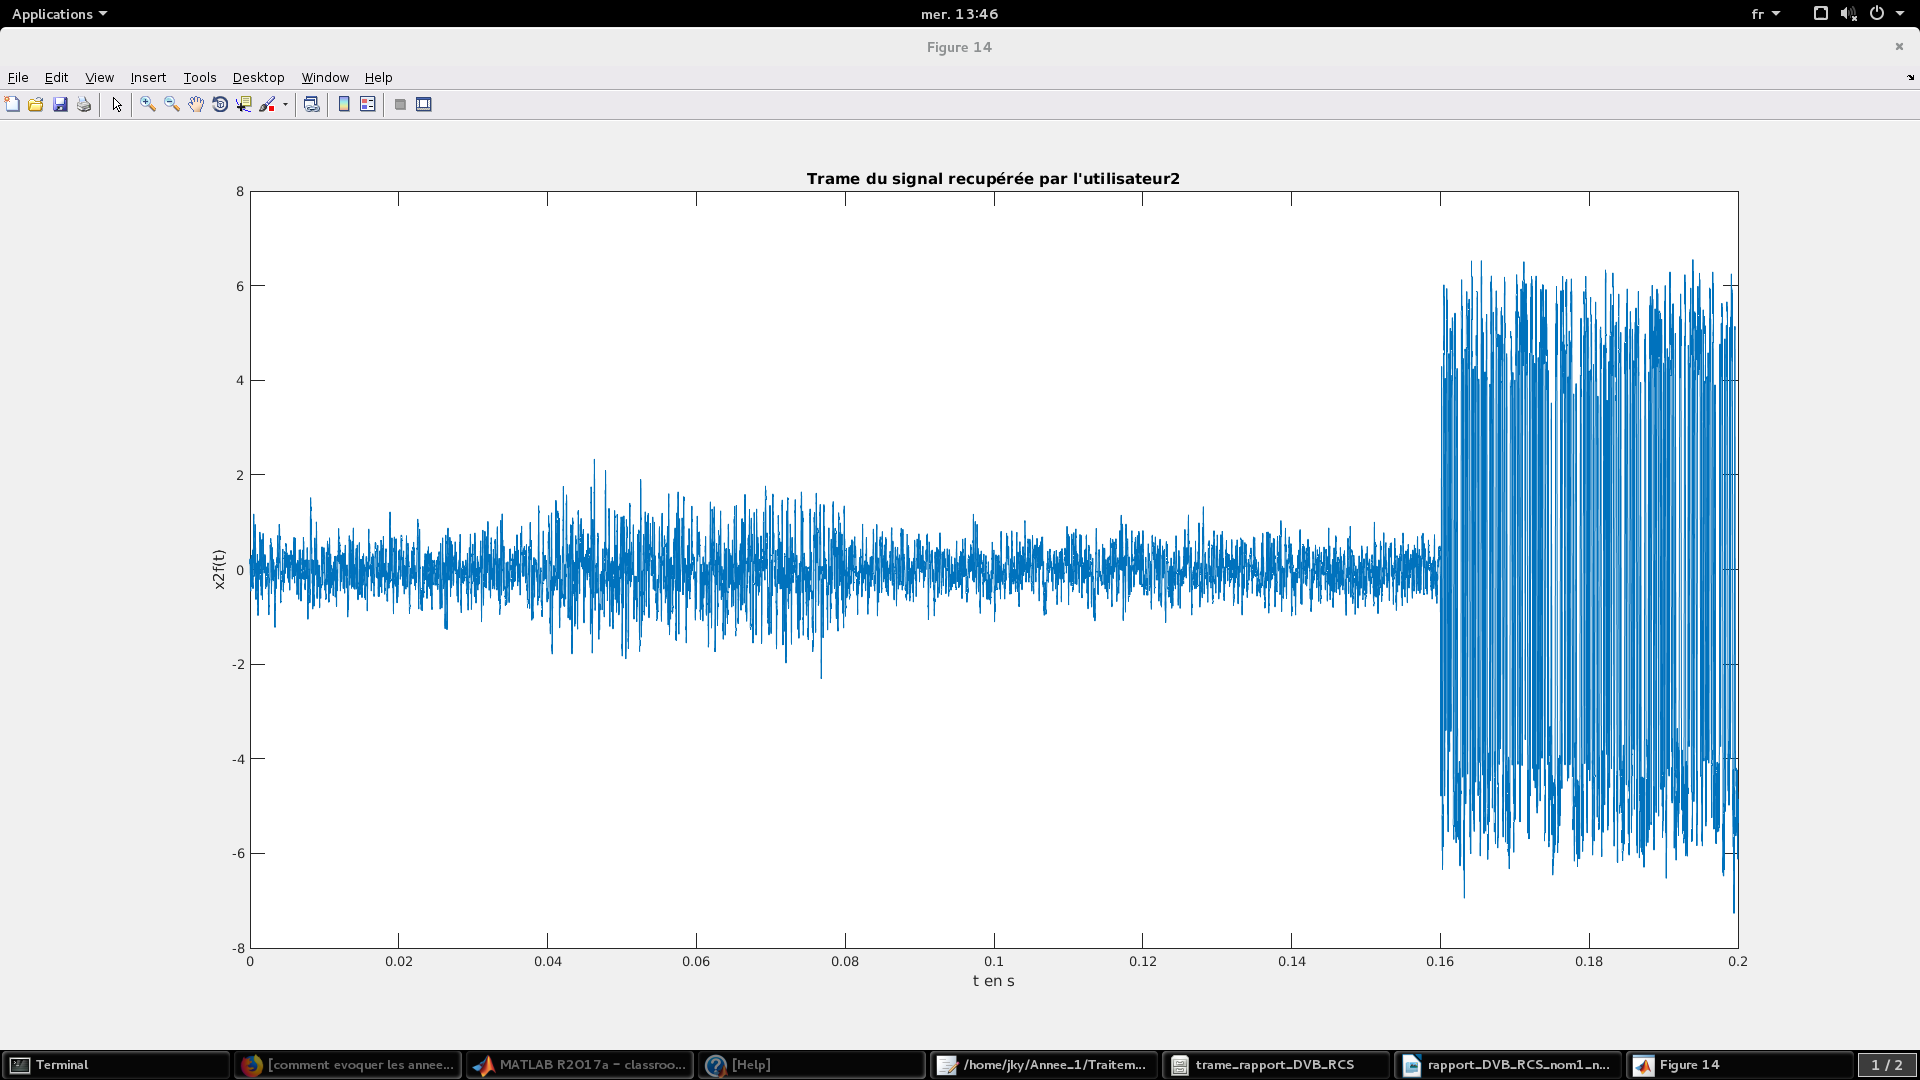 Applications mer. 13:46 fr
Figure 14
File Edit View Insert Tools Desktop Window Help
Trame du signal recupérée par l'utilisateur2
8
6
4
2
0
-2
-4
-6
-8
x2f(t)
0 0.02 0.04 0.06 0.08 0.1 0.12 0.14 0.16 0.18 0.2
t en s
Terminal [comment evoquer les annee... MATLAB R2017a - classroo... [Help] /home/jky/Annee_1/Traitem... trame_rapport_DVB_RCS rapport_DVB_RCS_nom1_n... Figure 14 1 / 2